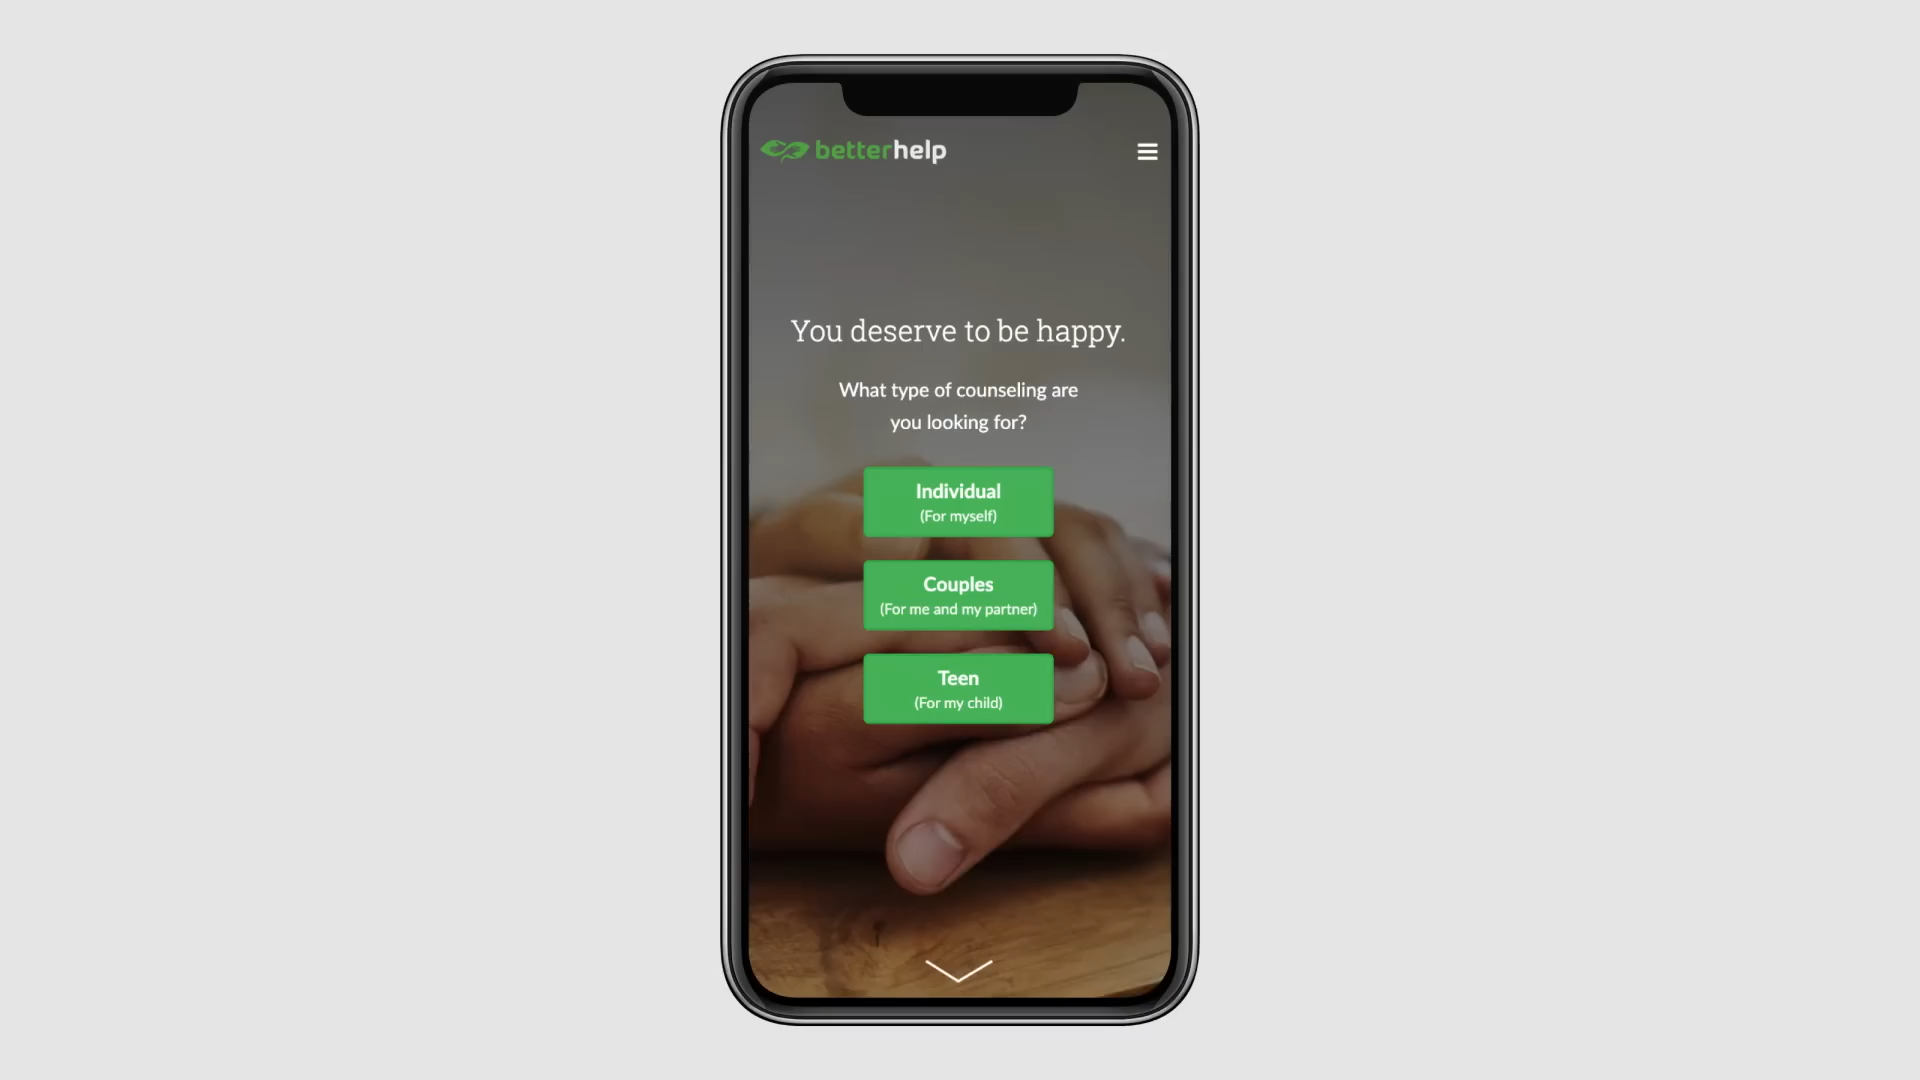 betterhelp
You deserve to be happy.
What type of counseling are
you looking for?
Individual
(For myself)
Couples
(For me and my partner)
Teen
(For my child)